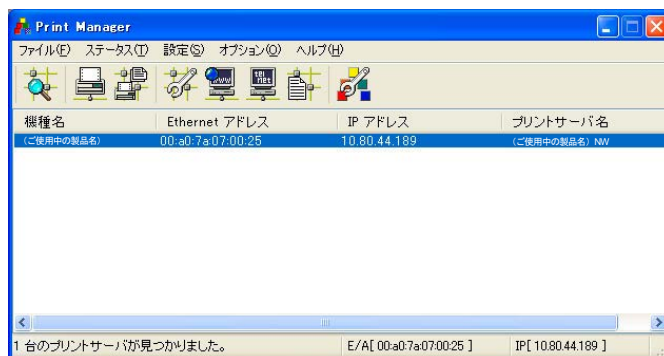 Print Manager
ファイル(F) ステータス(T) 設定(S) オプション(O) ヘルプ(H)
WWW tel net
機種名 Ethernet アドレス IP アドレス プリントサーバ名
(ご使用中の製品名) 00:a0:7a:07:00:25 10.80.44.189 (ご使用中の製品名) NW
1 台のプリントサーバが見つかりました。 E/A[ 00:a0:7a:07:00:25 ] IP[ 10.80.44.189 ]